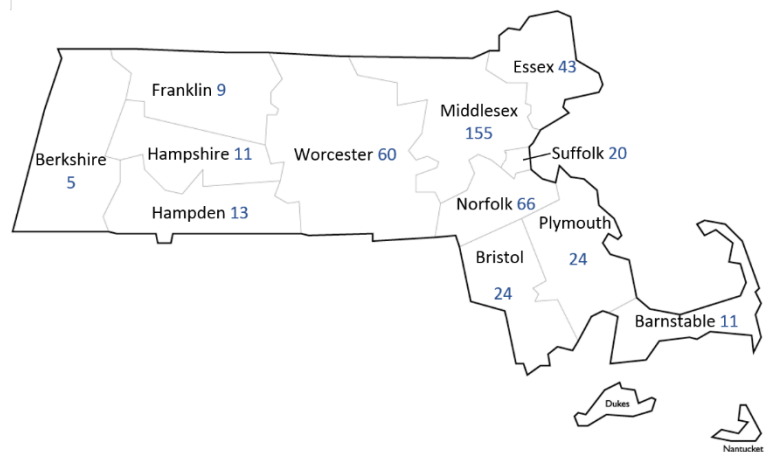 Essex 43
Franklin 9
Middlesex
155
Berkshire
5
Hampshire 11
Worcester 60
Suffolk 20
Hampden 13
Norfolk 66
Plymouth
24
Bristol
24
Barnstable 11
Dukes
Nantucket